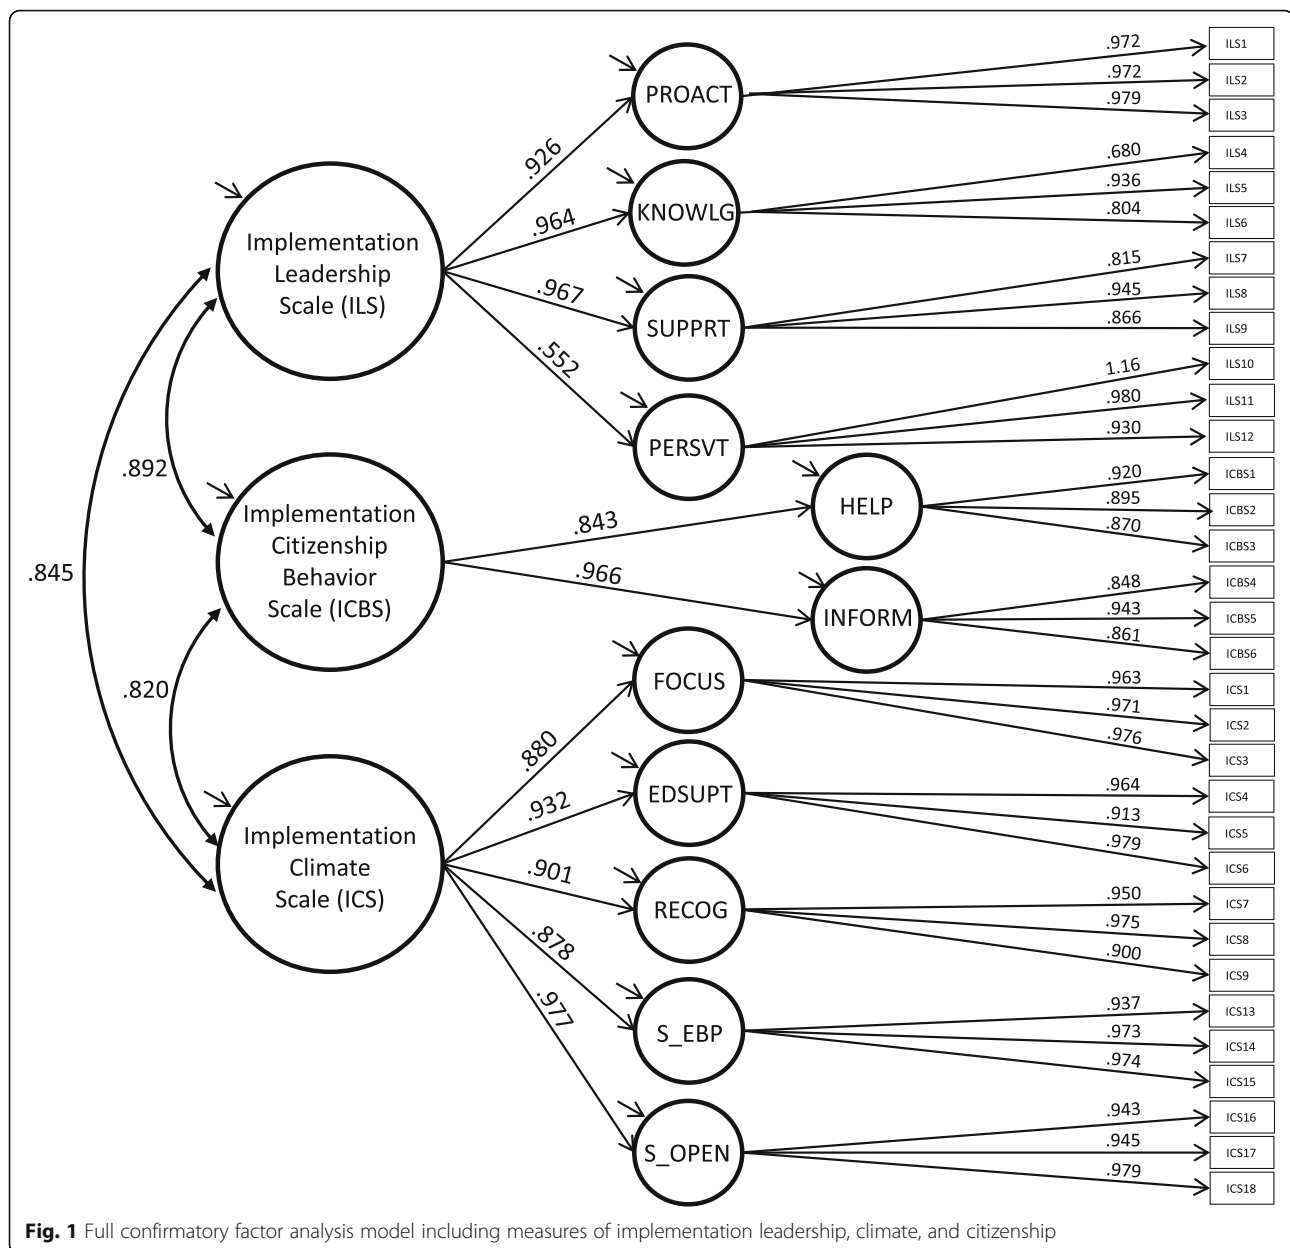 .972
ILS1
PROACT
.972
ILS2
.979
ILS3
.926
.680
ILS4
KNOWLG
.936
ILS5
.804
ILS6
.964
Implementation
Leadership
Scale (ILS)
.815
ILS7
.967
SUPPRT
.945
ILS8
.866
ILS9
.552
1.16
ILS10
PERSVT
.980
ILS11
.930
ILS12
.892
.845
.820
Implementation
Citizenship
Behavior
Scale (ICBS)
.843
HELP
.920
ICBS1
.895
ICBS2
.870
ICBS3
.966
INFORM
.848
ICBS4
.943
ICBS5
.861
ICBS6
Implementation
Climate
Scale (ICS)
.880
FOCUS
.963
ICS1
.971
ICS2
.976
ICS3
.932
EDSUPT
.964
ICS4
.913
ICS5
.979
ICS6
.901
RECOG
.950
ICS7
.975
ICS8
.900
ICS9
.878
S_EBP
.937
ICS13
.973
ICS14
.974
ICS15
.977
S_OPEN
.943
ICS16
.945
ICS17
.979
ICS18
Fig. 1 Full confirmatory factor analysis model including measures of implementation leadership, climate, and citizenship